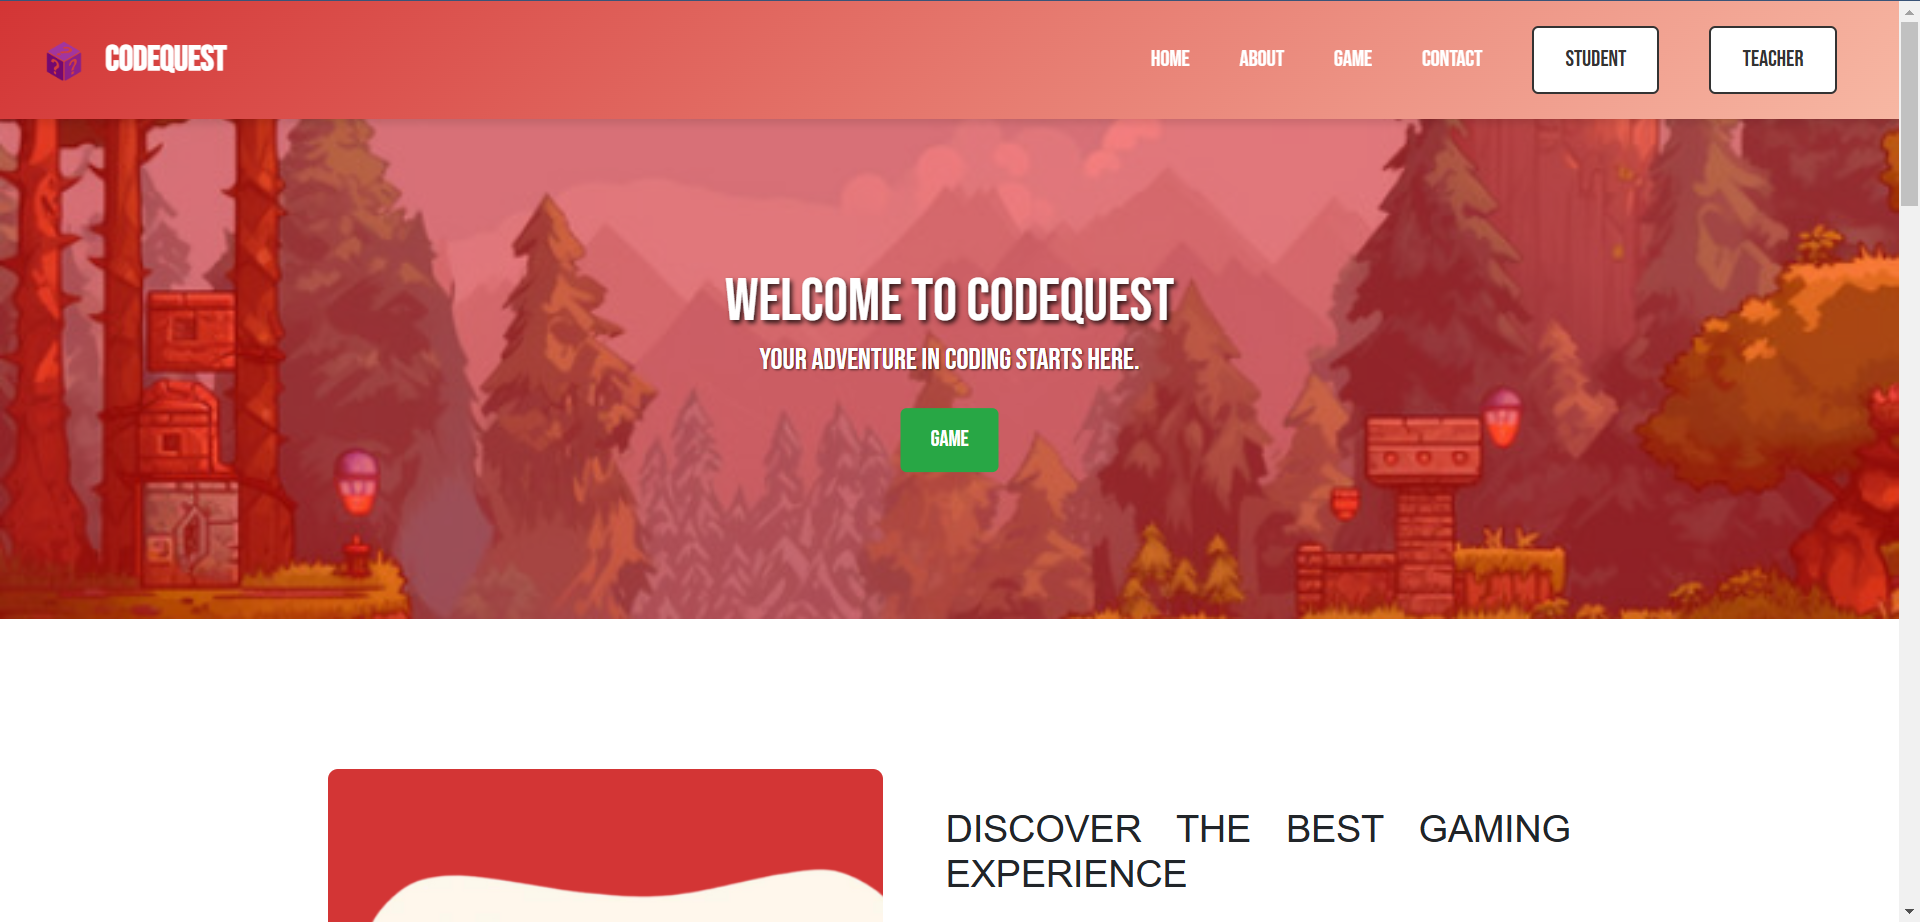 CODEQUEST
HOME ABOUT GAME CONTACT STUDENT TEACHER
WELCOME TO CODEQUEST
YOUR ADVENTURE IN CODING STARTS HERE.
GAME
DISCOVER THE BEST GAMING
EXPERIENCE